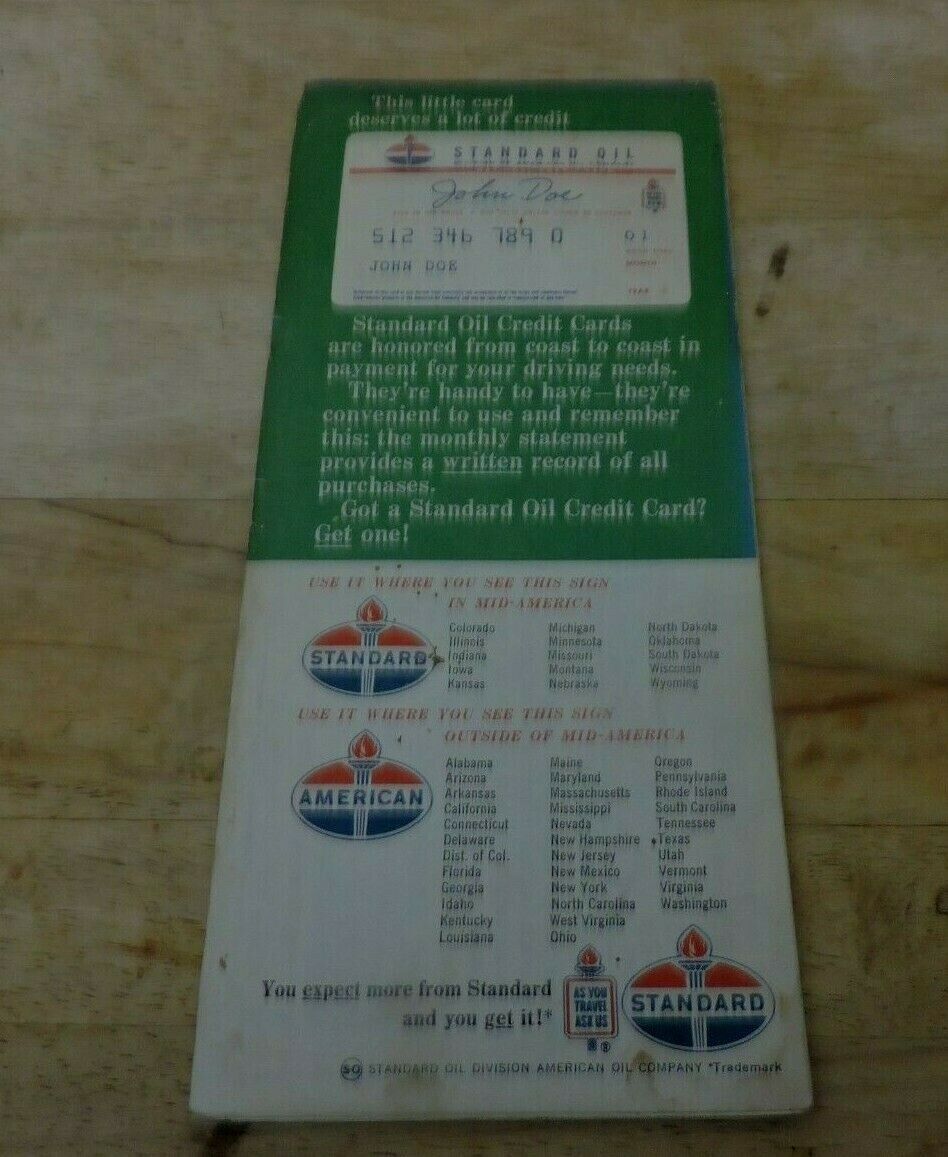 This little card
deserves a lot of credit
STANDARD OIL
John Doe
512 346 789 0
01
JOHN DOE
MONTH
YEAR
Standard Oil Credit Cards
are honored from coast to coast in
payment for your driving needs.
They're handy to have—they're
convenient to use and remember
this: the monthly statement
provides a written record of all
purchases.
Got a Standard Oil Credit Card?
Get one!
USE IT WHERE YOU SEE THIS SIGN
IN MID-AMERICA
STANDARD
Colorado Michigan North Dakota
Illinois Minnesota Oklahoma
Indiana Missouri South Dakota
Iowa Montana Wisconsin
Kansas Nebraska Wyoming
USE IT WHERE YOU SEE THIS SIGN
OUTSIDE OF MID-AMERICA
AMERICAN
Alabama Maine Oregon
Arizona Maryland Pennsylvania
Arkansas Massachusetts Rhode Island
California Mississippi South Carolina
Connecticut Nevada Tennessee
Delaware New Hampshire Texas
Dist. of Col. New Jersey Utah
Florida New Mexico Vermont
Georgia New York Virginia
Idaho North Carolina Washington
Kentucky West Virginia
Louisiana Ohio
You expect more from Standard
and you get it!*
AS YOU
TRAVEL
ASK US
®
STANDARD
SO STANDARD OIL DIVISION AMERICAN OIL COMPANY *Trademark